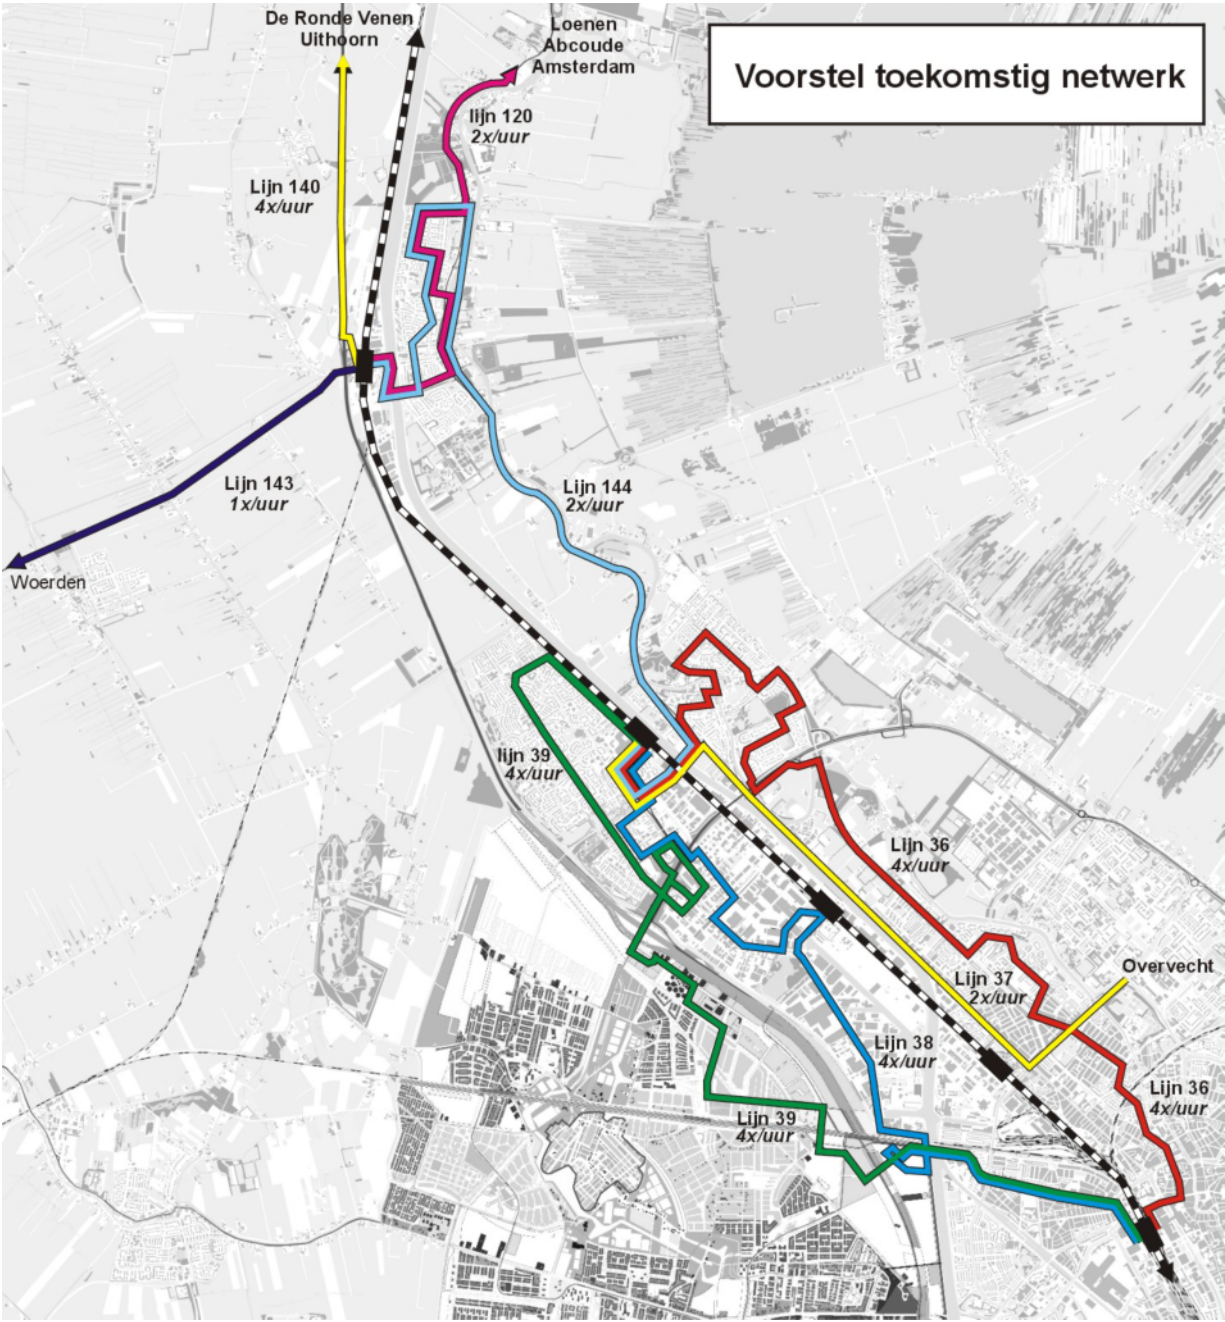 De Ronde Venen
Uithoorn
Loenen
Abcoude
Amsterdam
Voorstel toekomstig netwerk
lijn 120
2x/uur
Lijn 140
4x/uur
Lijn 143
1x/uur
Lijn 144
2x/uur
Woerden
lijn 39
4x/uur
Lijn 36
4x/uur
Overvecht
Lijn 37
2x/uur
Lijn 38
4x/uur
Lijn 36
4x/uur
Lijn 39
4x/uur